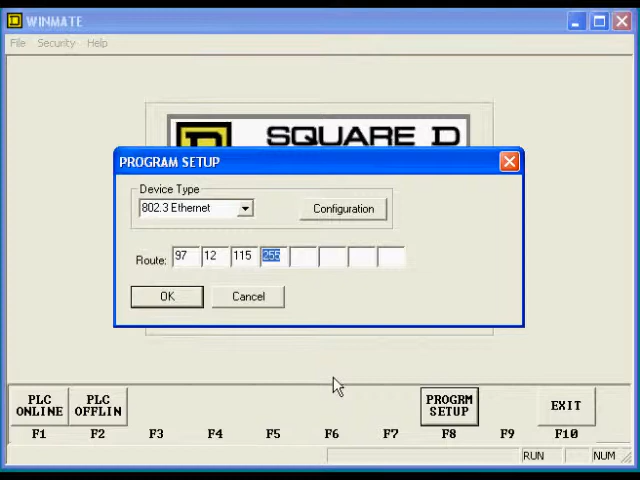 WINMATE
File Security Help
SQUARE D
PROGRAM SETUP
Device Type
802.3 Ethernet
Configuration
Route: 97 12 115 255
OK Cancel
PLC ONLINE
PLC OFFLIN
PROGRM SETUP
EXIT
F1 F2 F3 F4 F5 F6 F7 F8 F9 F10
RUN NUM